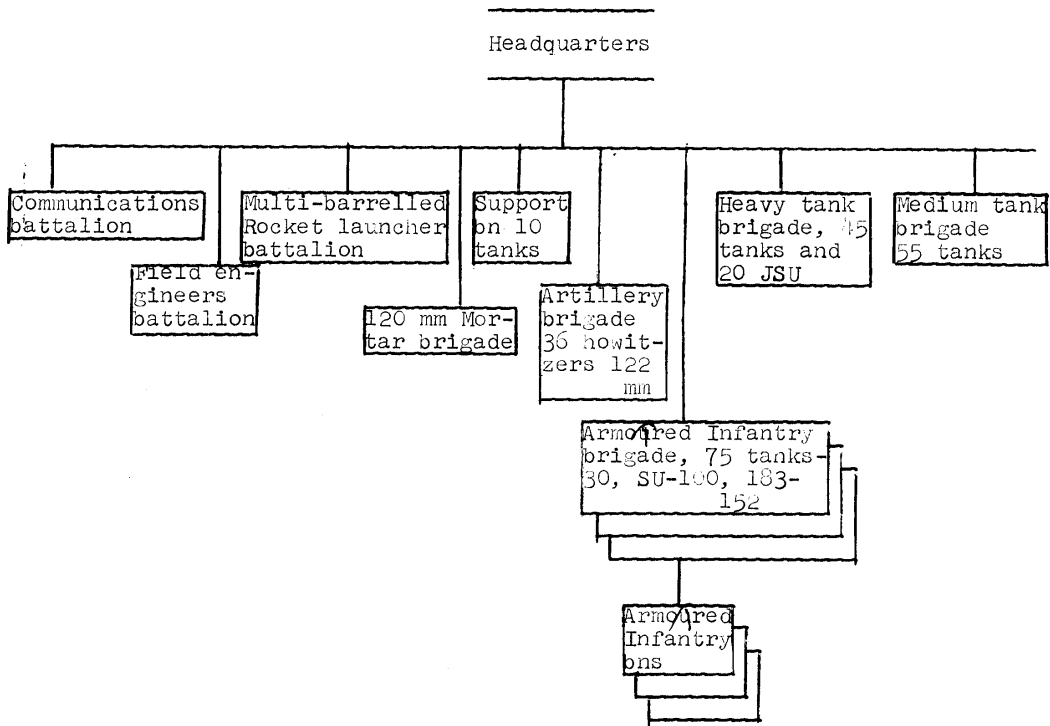 Headquarters
Communications
battalion
Field en-
gineers
battalion
Multi-barrelled
Rocket launcher
battalion
120 mm Mor-
tar brigade
Support
bn 10
tanks
Artillery
brigade
36 howit-
zers 122
mm
Armoured Infantry
brigade, 75 tanks-
30, SU-100, 183-
152
Armoured
Infantry
bns
Heavy tank
brigade, 45
tanks and
20 JSU
Medium tank
brigade
55 tanks